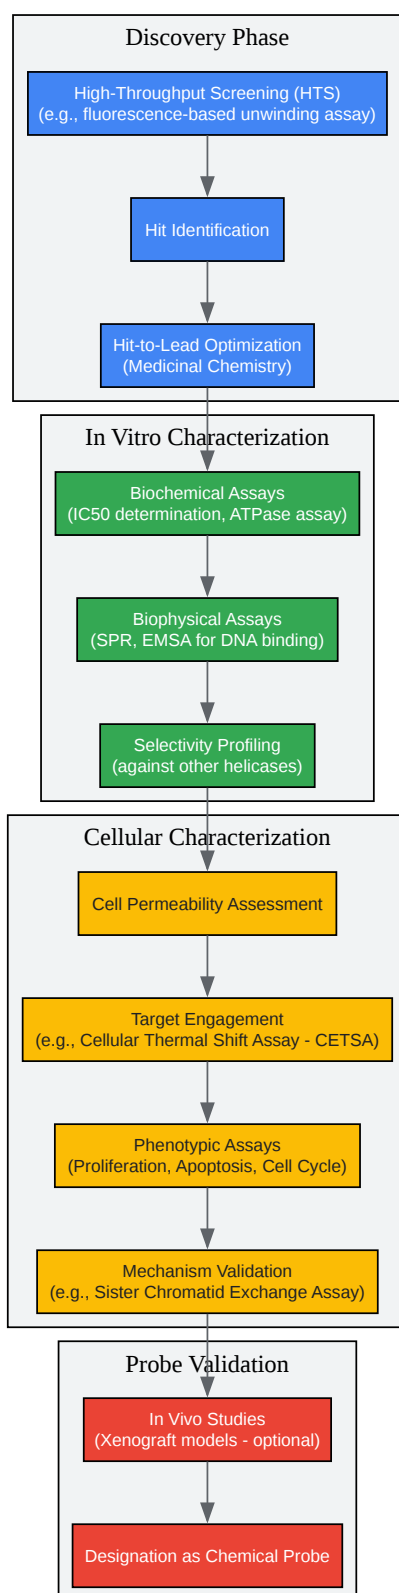 Discovery Phase
High-Throughput Screening (HTS)
(e.g., fluorescence-based unwinding assay)
Hit Identification
Hit-to-Lead Optimization
(Medicinal Chemistry)
In Vitro Characterization
Biochemical Assays
(IC50 determination, ATPase assay)
Biophysical Assays
(SPR, EMSA for DNA binding)
Selectivity Profiling
(against other helicases)
Cellular Characterization
Cell Permeability Assessment
Target Engagement
(e.g., Cellular Thermal Shift Assay - CETSA)
Phenotypic Assays
(Proliferation, Apoptosis, Cell Cycle)
Mechanism Validation
(e.g., Sister Chromatid Exchange Assay)
Probe Validation
In Vivo Studies
(Xenograft models - optional)
Designation as Chemical Probe